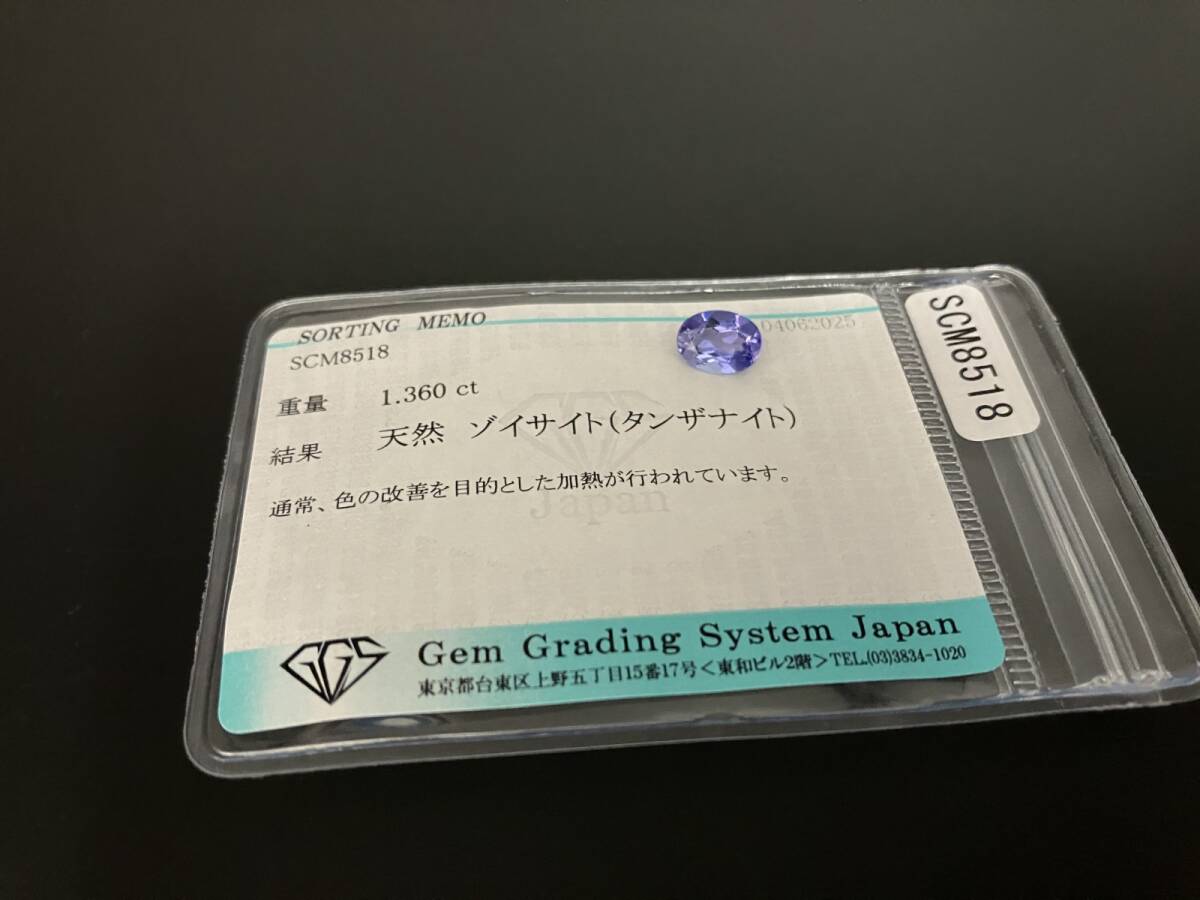 SORTING MEMO
04062025
SCM8518
重量 1.360 ct
結果 天然 ゾイサイト(タンザナイト)
通常、色の改善を目的とした加熱が行われています。
Japan
GGS
Gem Grading System Japan
東京都台東区上野五丁目15番17号<東和ビル2階>TEL.(03)3834-1020
SCM8518